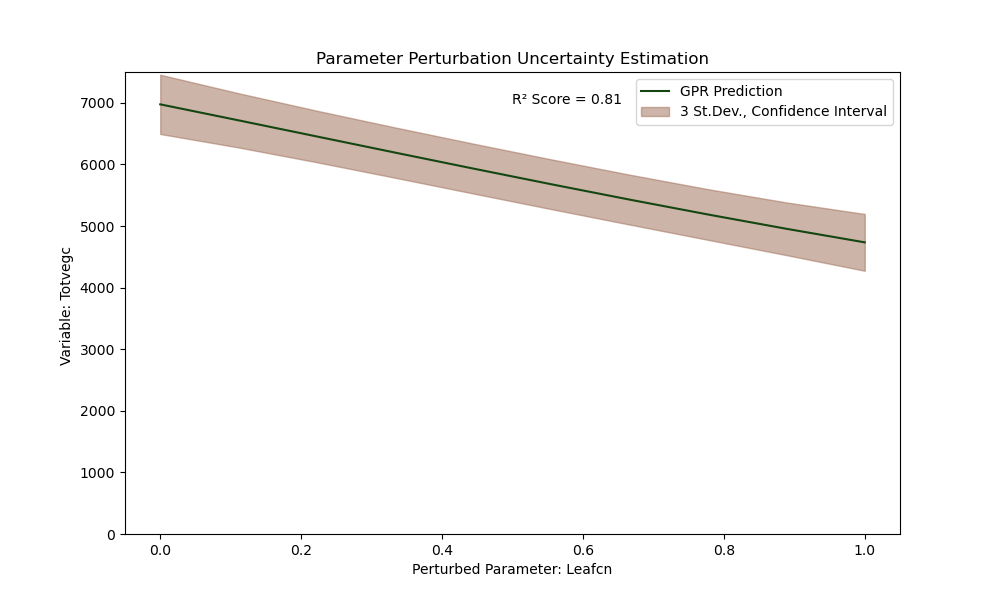 Parameter Perturbation Uncertainty Estimation
R² Score = 0.81
GPR Prediction
3 St.Dev., Confidence Interval
Variable: Totvegc
7000
6000
5000
4000
3000
2000
1000
0
0.0 0.2 0.4 0.6 0.8 1.0
Perturbed Parameter: Leafcn